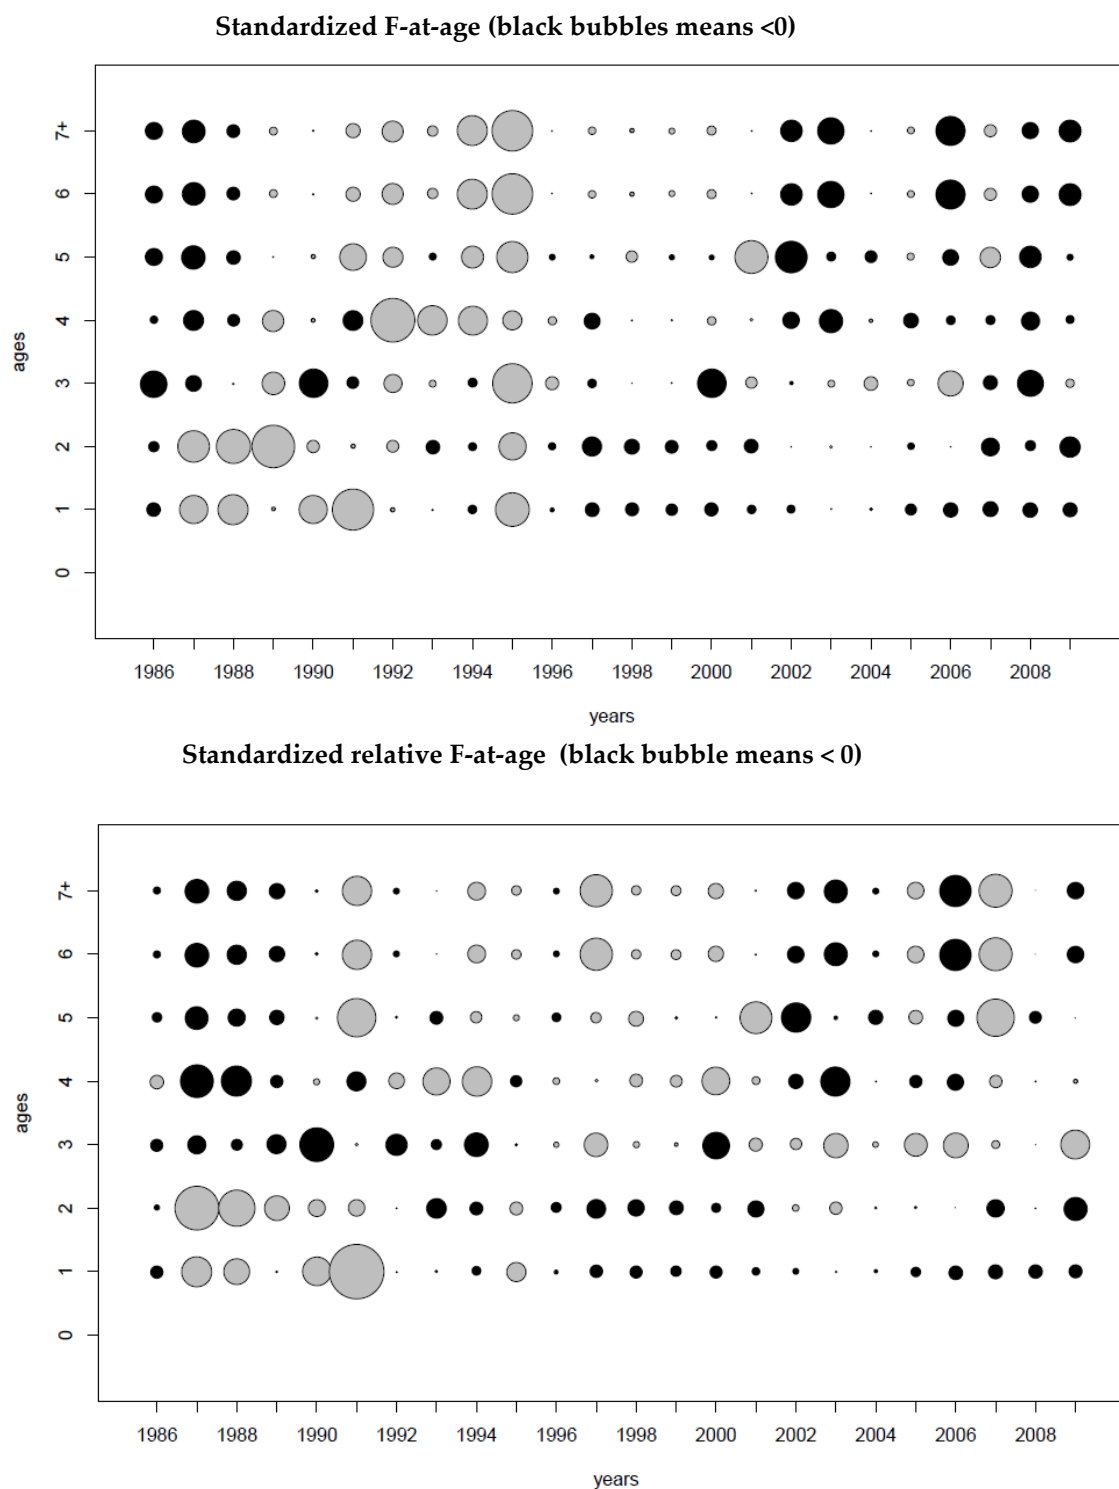 Standardized F-at-age (black bubbles means <0)
7+
6
5
4
3
2
1
0
ages
1986 1988 1990 1992 1994 1996 1998 2000 2002 2004 2006 2008
years
Standardized relative F-at-age (black bubble means < 0)
7+
6
5
4
3
2
1
0
ages
1986 1988 1990 1992 1994 1996 1998 2000 2002 2004 2006 2008
years